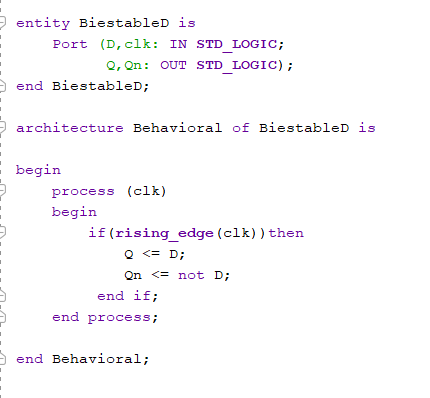 entity BiestableD is
    Port (D,clk: IN STD_LOGIC;
          Q,Qn: OUT STD_LOGIC);
end BiestableD;
architecture Behavioral of BiestableD is
begin
    process (clk)
    begin
        if(rising_edge(clk))then
            Q <= D;
            Qn <= not D;
         end if;
    end process;
end Behavioral;